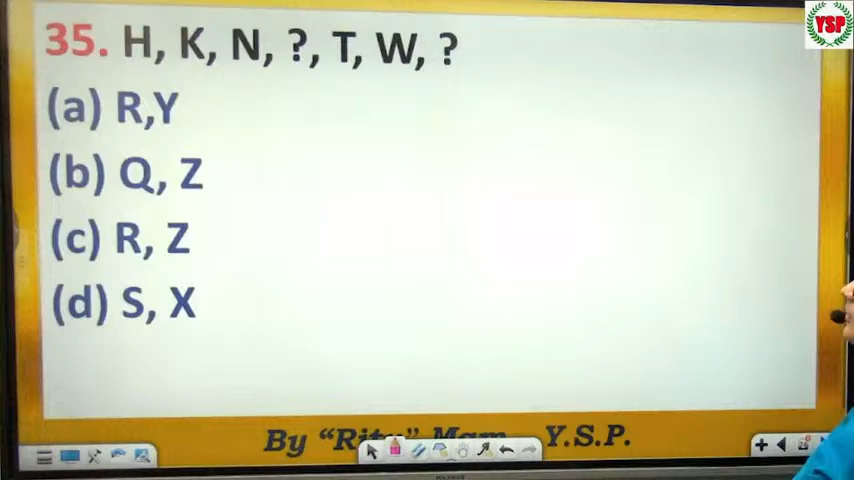 YSP
35. H, K, N, ?, T, W, ?
(a) R,Y
(b) Q, Z
(c) R, Z
(d) S, X
By “Ritu” Mam Y.S.P.